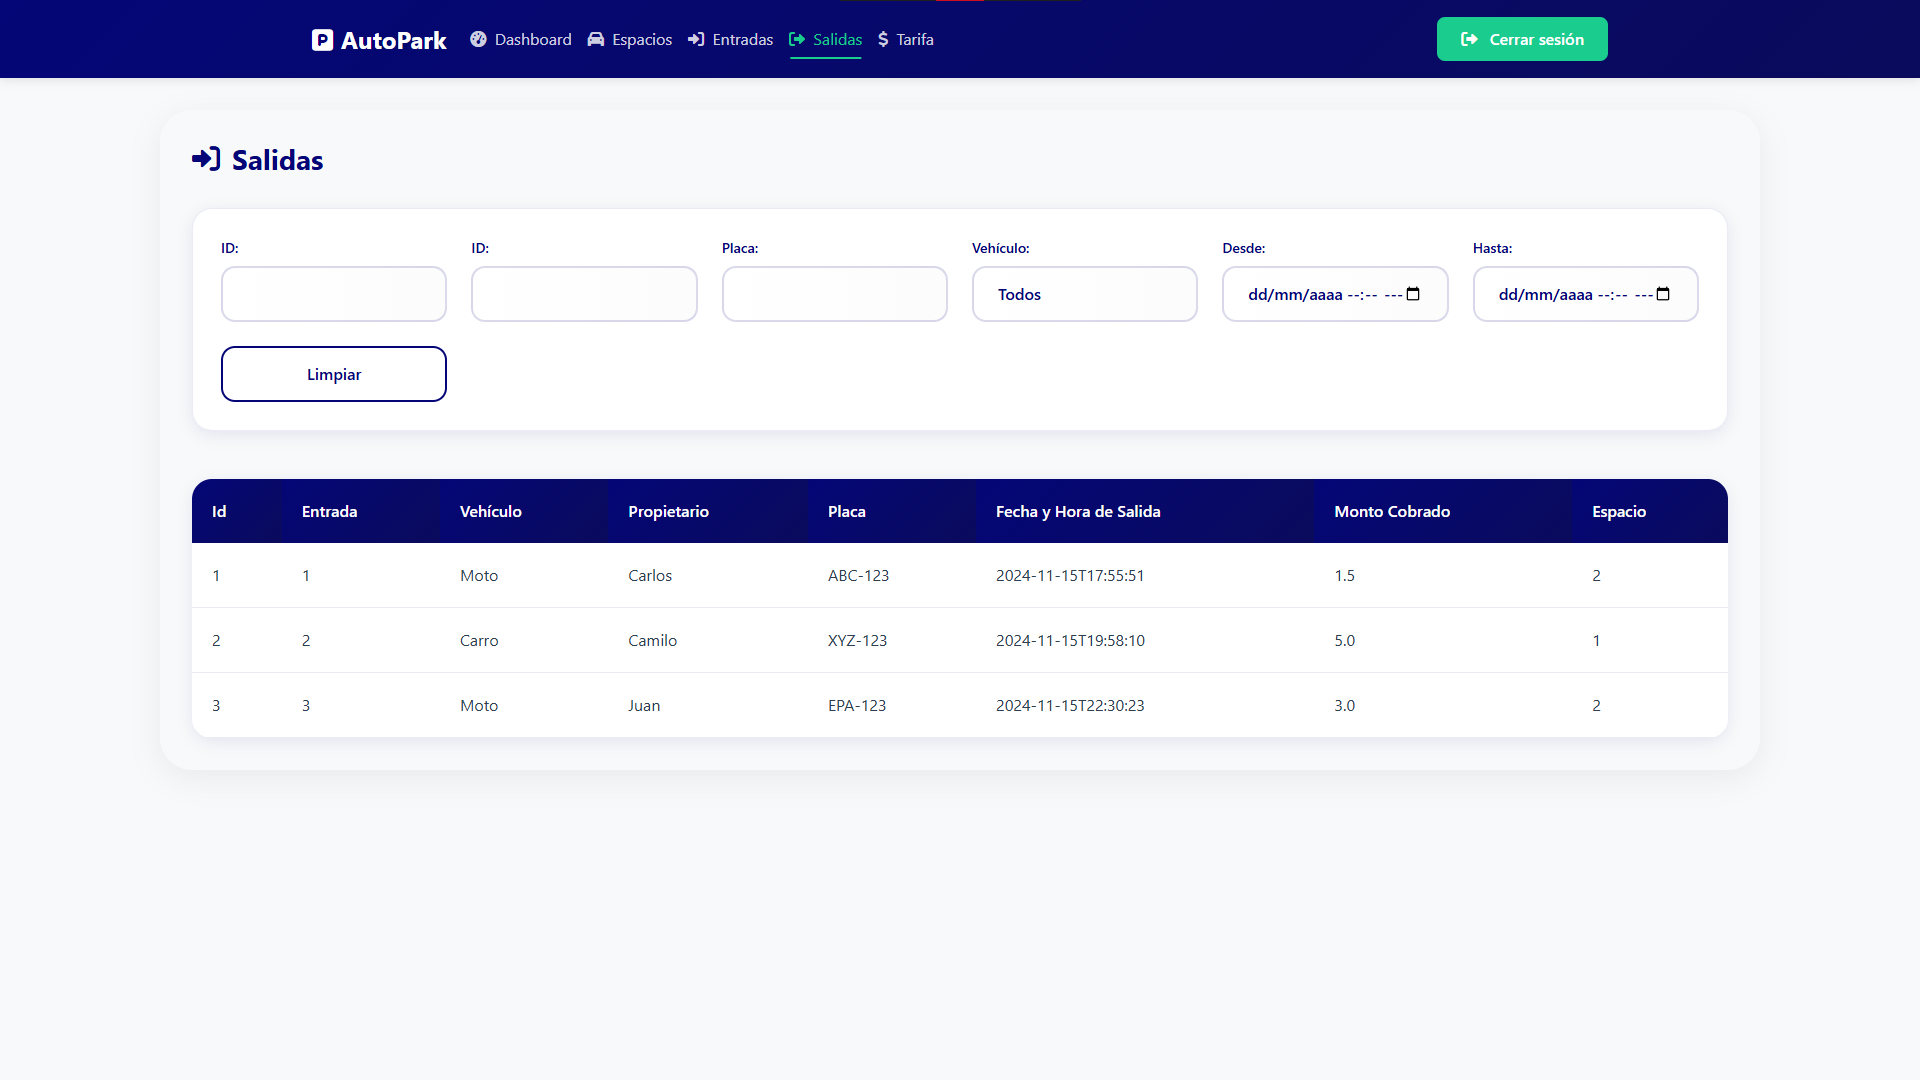 P AutoPark Dashboard Espacios Entradas Salidas $ Tarifa Cerrar sesión
Salidas
ID: ID: Placa: Vehículo: Desde: Hasta:
Todos dd/mm/aaaa --:-- --- dd/mm/aaaa --:-- ---
Limpiar
Id Entrada Vehículo Propietario Placa Fecha y Hora de Salida Monto Cobrado Espacio
1 1 Moto Carlos ABC-123 2024-11-15T17:55:51 1.5 2
2 2 Carro Camilo XYZ-123 2024-11-15T19:58:10 5.0 1
3 3 Moto Juan EPA-123 2024-11-15T22:30:23 3.0 2